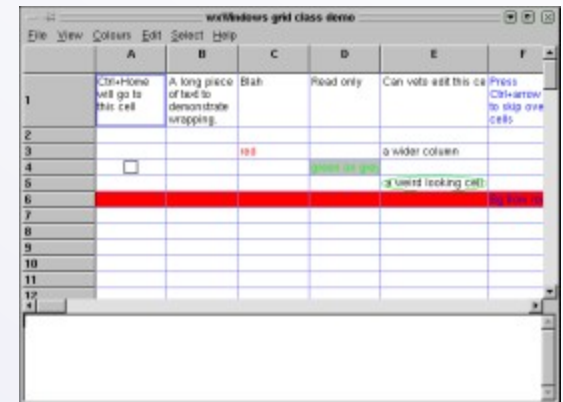 wxWindows grid class demo
File View Colours Edit Select Help
A B C D E F
1
Ctrl+Home
will go to
this cell
A long piece
of text to
demonstrate
wrapping.
Blah
Read only
Can veto edit this ce
Press
Ctrl+arrow
to skip ove
cells
2
3 red a wider column
4 green on grey
5 a weird looking cell
6
7
8
9
10
11
12